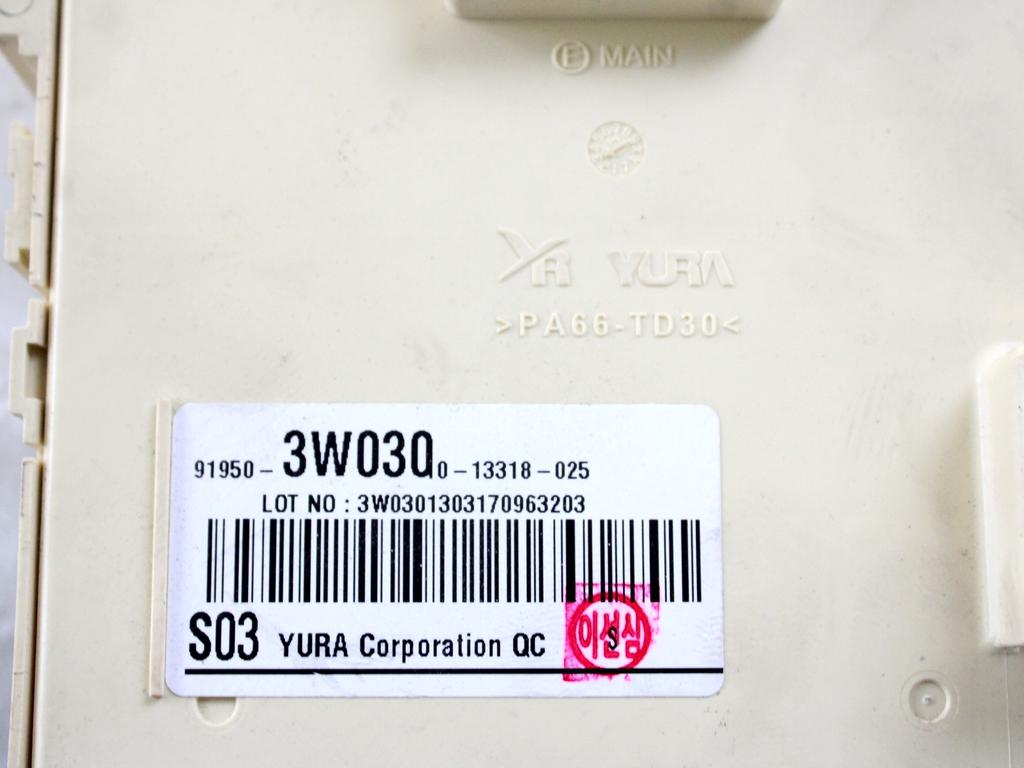 Ⓔ MAIN
YR YURA
>PA66-TD30<
91950 - 3W030 0 - 13318 - 025
LOT NO : 3W0301303170963203
S03 YURA Corporation QC
이선심
S